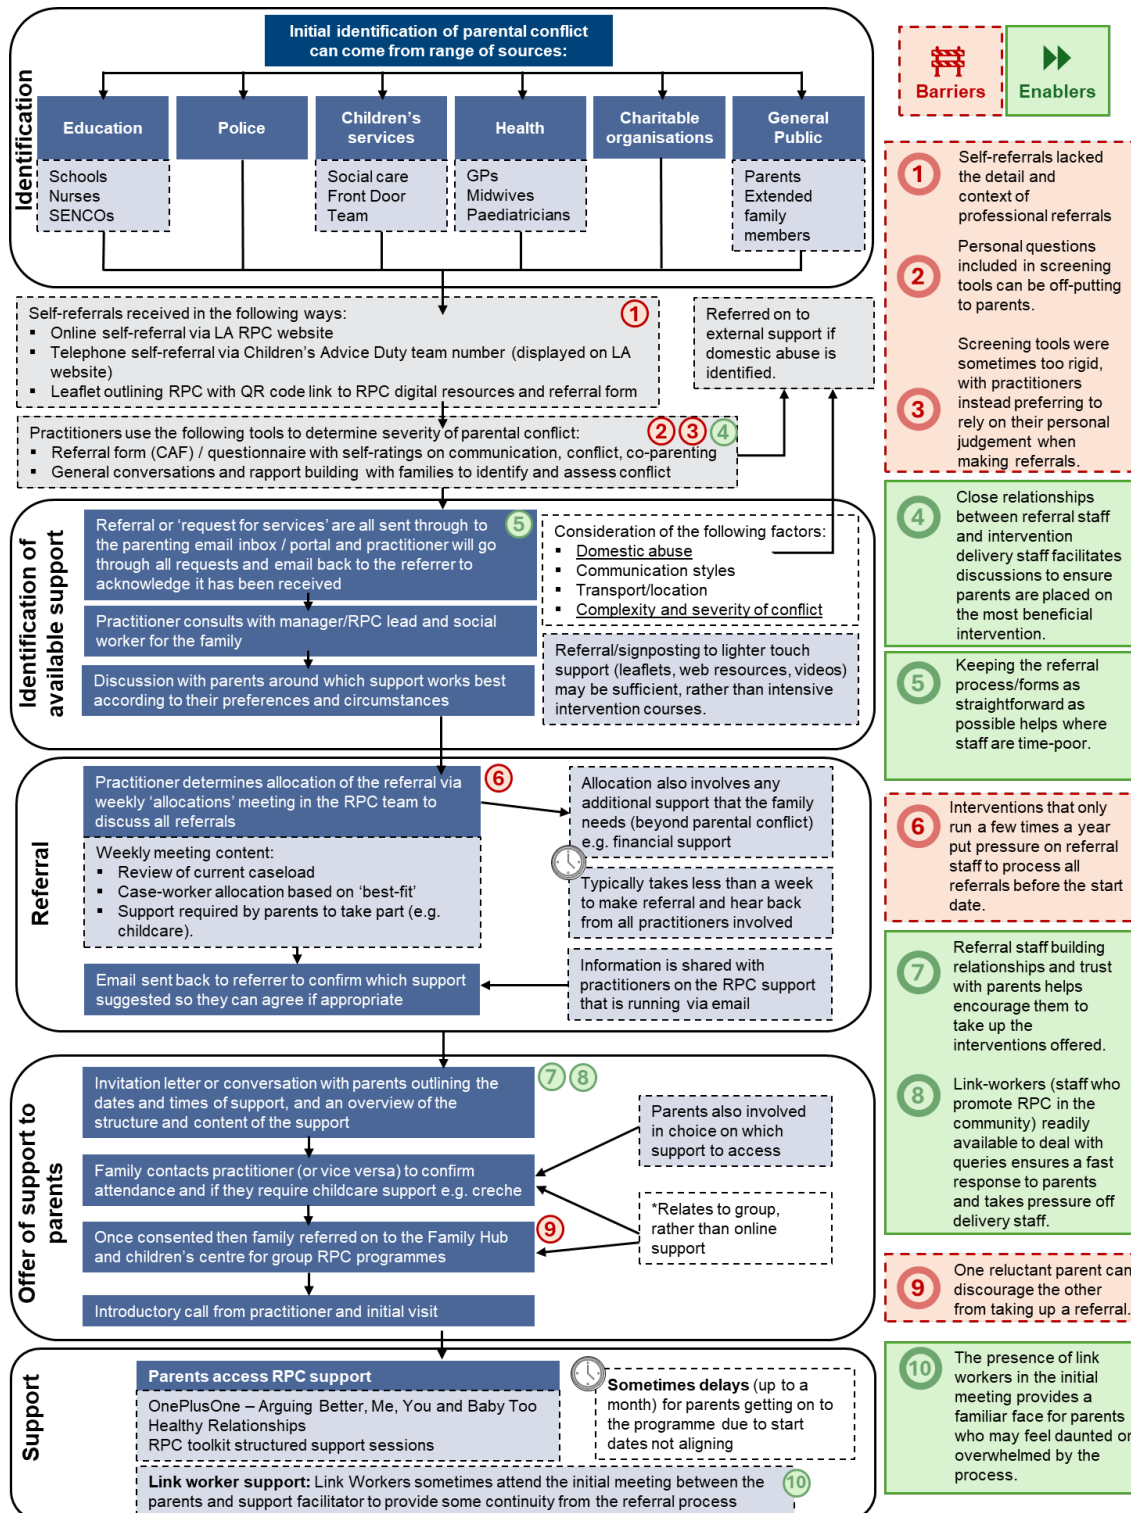 Initial identification of parental conflict
can come from range of sources:
Barriers
Enablers
Identification
Education
Police
Children's
services
Health
Charitable
organisations
General
Public
Schools
Nurses
SENCOs
Social care
Front Door
Team
GPs
Midwives
Paediatricians
Parents
Extended
family
members
1
Self-referrals lacked
the detail and
context of
professional referrals
2
Personal questions
included in screening
tools can be off-putting
to parents.
3
Screening tools were
sometimes too rigid,
with practitioners
instead preferring to
rely on their personal
judgement when
making referrals.
Self-referrals received in the following ways:
1
▪ Online self-referral via LA RPC website
▪ Telephone self-referral via Children's Advice Duty team number (displayed on LA
website)
▪ Leaflet outlining RPC with QR code link to RPC digital resources and referral form
Referred on to
external support if
domestic abuse is
identified.
Practitioners use the following tools to determine severity of parental conflict:
2 3 4
▪ Referral form (CAF) / questionnaire with self-ratings on communication, conflict, co-parenting
▪ General conversations and rapport building with families to identify and assess conflict
4
Close relationships
between referral staff
and intervention
delivery staff facilitates
discussions to ensure
parents are placed on
the most beneficial
intervention.
5
Keeping the referral
process/forms as
straightforward as
possible helps where
staff are time-poor.
Identification of
available support
Referral or 'request for services' are all sent through to
the parenting email inbox / portal and practitioner will go
through all requests and email back to the referrer to
acknowledge it has been received
5
Practitioner consults with manager/RPC lead and social
worker for the family
Discussion with parents around which support works best
according to their preferences and circumstances
Consideration of the following factors:
▪ Domestic abuse
▪ Communication styles
▪ Transport/location
▪ Complexity and severity of conflict
Referral/signposting to lighter touch
support (leaflets, web resources, videos)
may be sufficient, rather than intensive
intervention courses.
Referral
Practitioner determines allocation of the referral via
weekly 'allocations' meeting in the RPC team to
discuss all referrals
6
Weekly meeting content:
▪ Review of current caseload
▪ Case-worker allocation based on 'best-fit'
▪ Support required by parents to take part (e.g.
childcare).
Email sent back to referrer to confirm which support
suggested so they can agree if appropriate
Allocation also involves any
additional support that the family
needs (beyond parental conflict)
e.g. financial support
Typically takes less than a week
to make referral and hear back
from all practitioners involved
Information is shared with
practitioners on the RPC support
that is running via email
6
Interventions that only
run a few times a year
put pressure on referral
staff to process all
referrals before the start
date.
7
Referral staff building
relationships and trust
with parents helps
encourage them to
take up the
interventions offered.
8
Link-workers (staff who
promote RPC in the
community) readily
available to deal with
queries ensures a fast
response to parents
and takes pressure off
delivery staff.
Offer of support to
parents
Invitation letter or conversation with parents outlining the
dates and times of support, and an overview of the
structure and content of the support
7 8
Family contacts practitioner (or vice versa) to confirm
attendance and if they require childcare support e.g. creche
Once consented then family referred on to the Family Hub
and children's centre for group RPC programmes
9
Introductory call from practitioner and initial visit
Parents also involved
in choice on which
support to access
*Relates to group,
rather than online
support
9
One reluctant parent can
discourage the other
from taking up a referral.
10
The presence of link
workers in the initial
meeting provides a
familiar face for parents
who may feel daunted or
overwhelmed by the
process.
Support
Parents access RPC support
OnePlusOne – Arguing Better, Me, You and Baby Too
Healthy Relationships
RPC toolkit structured support sessions
Sometimes delays (up to a
month) for parents getting on to
the programme due to start
dates not aligning
Link worker support: Link Workers sometimes attend the initial meeting between the
parents and support facilitator to provide some continuity from the referral process
10